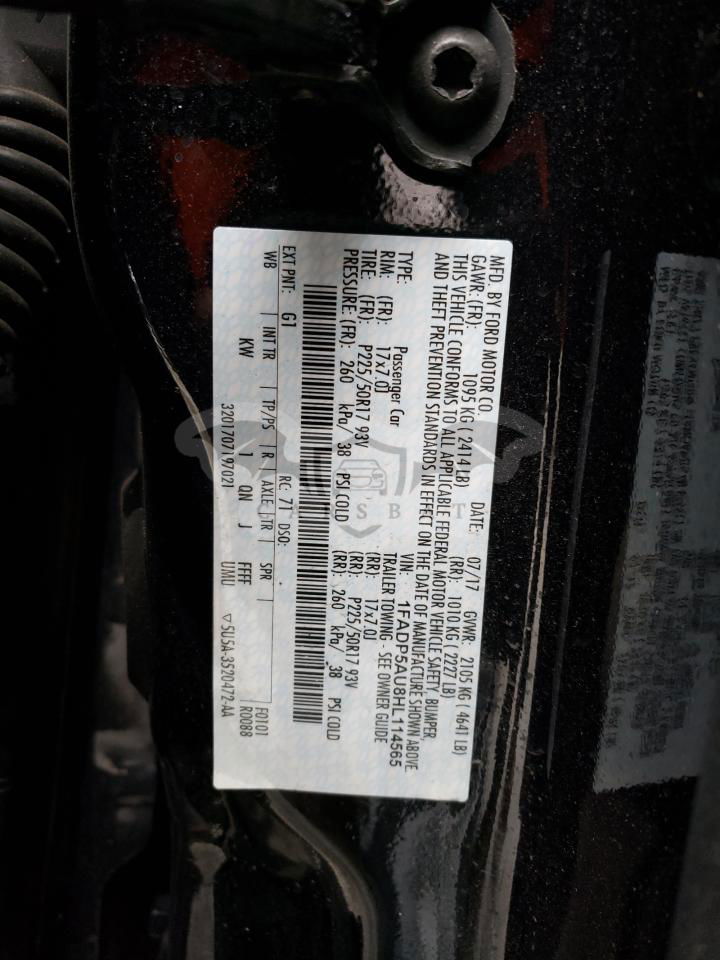 MFD. BY FORD MOTOR CO.
DATE: 07/17 GVWR: 2105 KG ( 4641 LB)
GAWR: (FR): 1095 KG ( 2414 LB) (RR): 1010 KG ( 2227 LB)
THIS VEHICLE CONFORMS TO ALL APPLICABLE FEDERAL MOTOR VEHICLE SAFETY, BUMPER,
AND THEFT PREVENTION STANDARDS IN EFFECT ON THE DATE OF MANUFACTURE SHOWN ABOVE.
VIN: 1FADP5AU8HL114565
TYPE: Passenger Car TRAILER TOWING - SEE OWNER GUIDE
RIM: (FR): 17x7.0J (RR): 17x7.0J
TIRE: (FR): P225/50R17 93V (RR): P225/50R17 93V
PRESSURE: (FR): 260 kPa/ 38 PSI COLD (RR): 260 kPa/ 38 PSI COLD
EXT PNT: G1 RC: 71 DSO:
WB INT TR TP/PS R AXLE TR SPR F0101
KW 1 QN J FFFF R0008
3201707197021 UMU ▽5U5A-3520472-AA